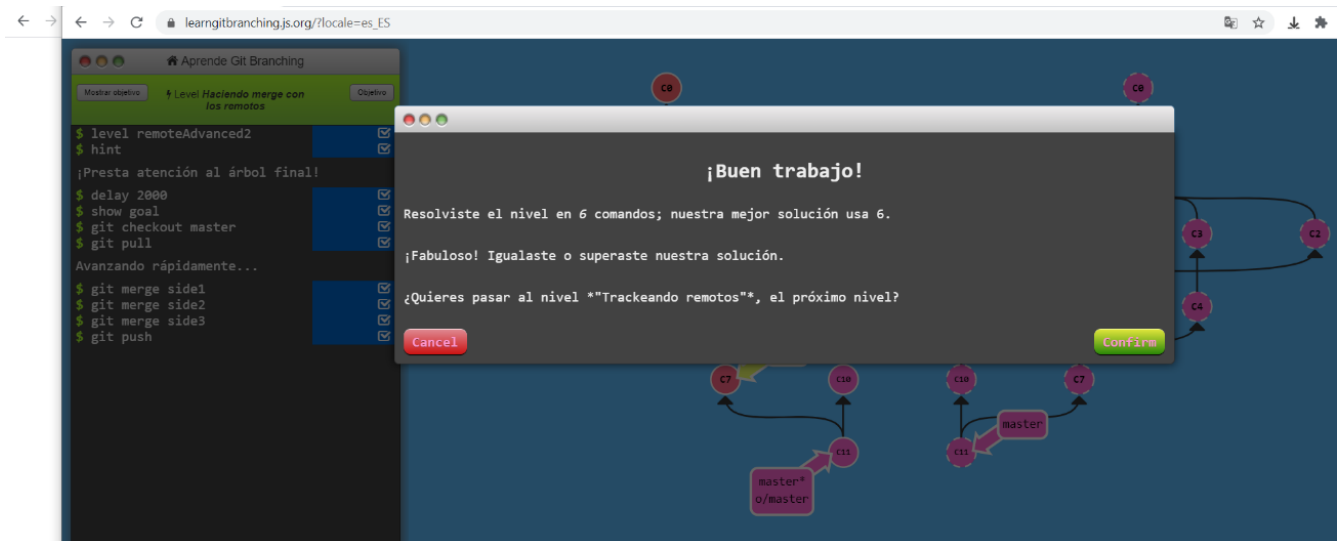 learngitbranching.js.org/?locale=es_ES
Aprende Git Branching
Mostrar objetivo
Level Haciendo merge con
los remotos
Objetivo
$ level remoteAdvanced2
$ hint
¡Presta atención al árbol final!
$ delay 2000
$ show goal
$ git checkout master
$ git pull
Avanzando rápidamente...
$ git merge side1
$ git merge side2
$ git merge side3
$ git push
¡Buen trabajo!
Resolviste el nivel en 6 comandos; nuestra mejor solución usa 6.
¡Fabuloso! Igualaste o superaste nuestra solución.
¿Quieres pasar al nivel *"Trackeando remotos"*, el próximo nivel?
Cancel
Confirm
C0
C0
C3
C2
C4
C7
C10
C10
C7
master
C11
C11
master*
o/master